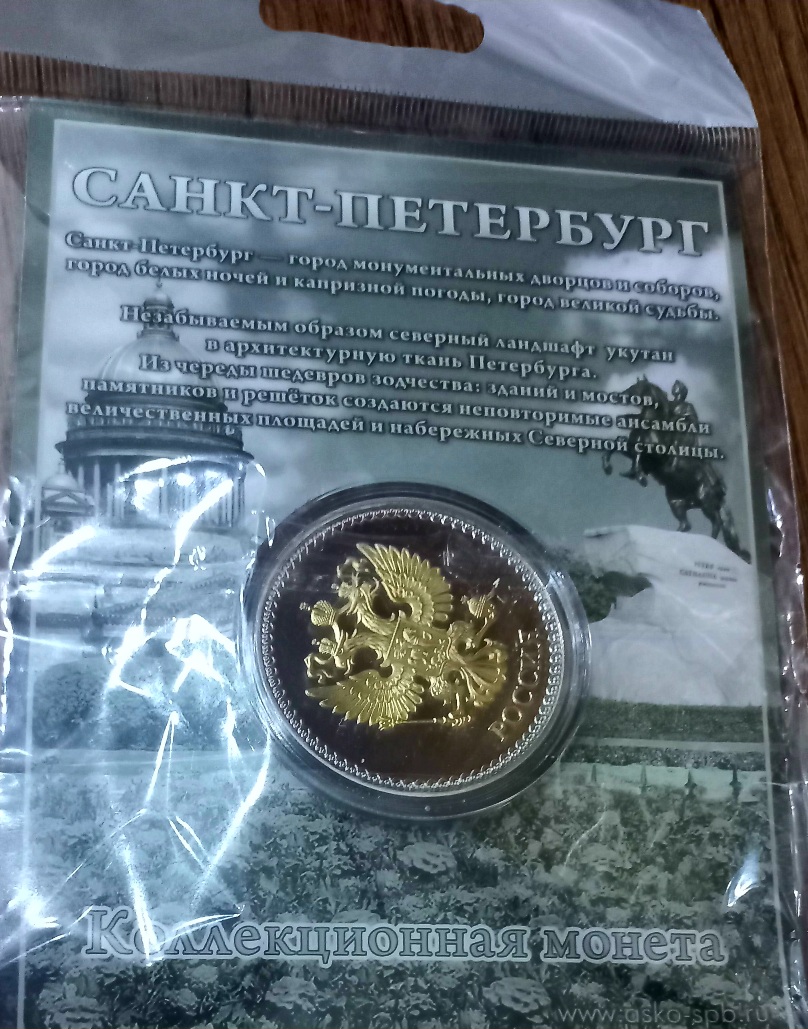 САНКТ-ПЕТЕРБУРГ
Санкт-Петербург — город монументальных дворцов и соборов,
город белых ночей и капризной погоды, город великой судьбы.
Незабываемым образом северный ландшафт укутан
в архитектурную ткань Петербурга.
Из череды шедевров зодчества: зданий и мостов,
памятников и решёток создаются неповторимые ансамбли
величественных площадей и набережных Северной столицы.
РОССИЯ
Коллекционная монета
www.asko-spb.ru